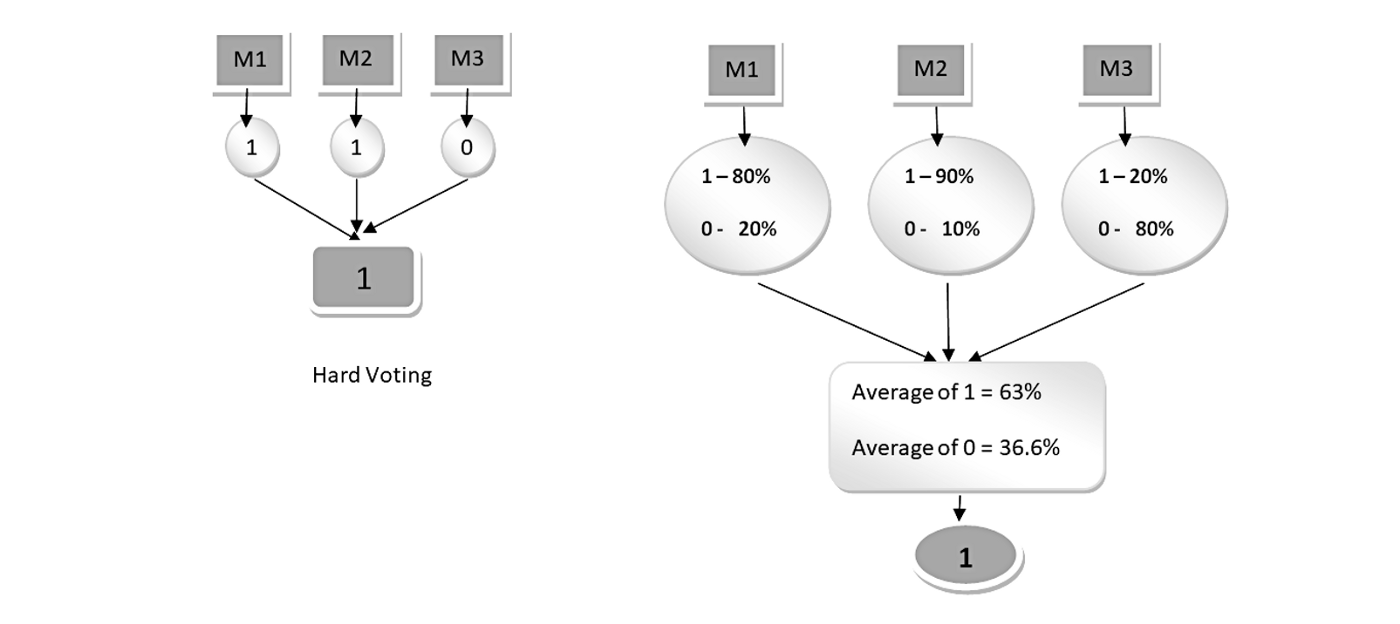 M1 M2 M3
1 1 0
1
Hard Voting
M1 M2 M3
1 – 80% 1 – 90% 1 – 20%
0 - 20% 0 - 10% 0 - 80%
Average of 1 = 63%
Average of 0 = 36.6%
1